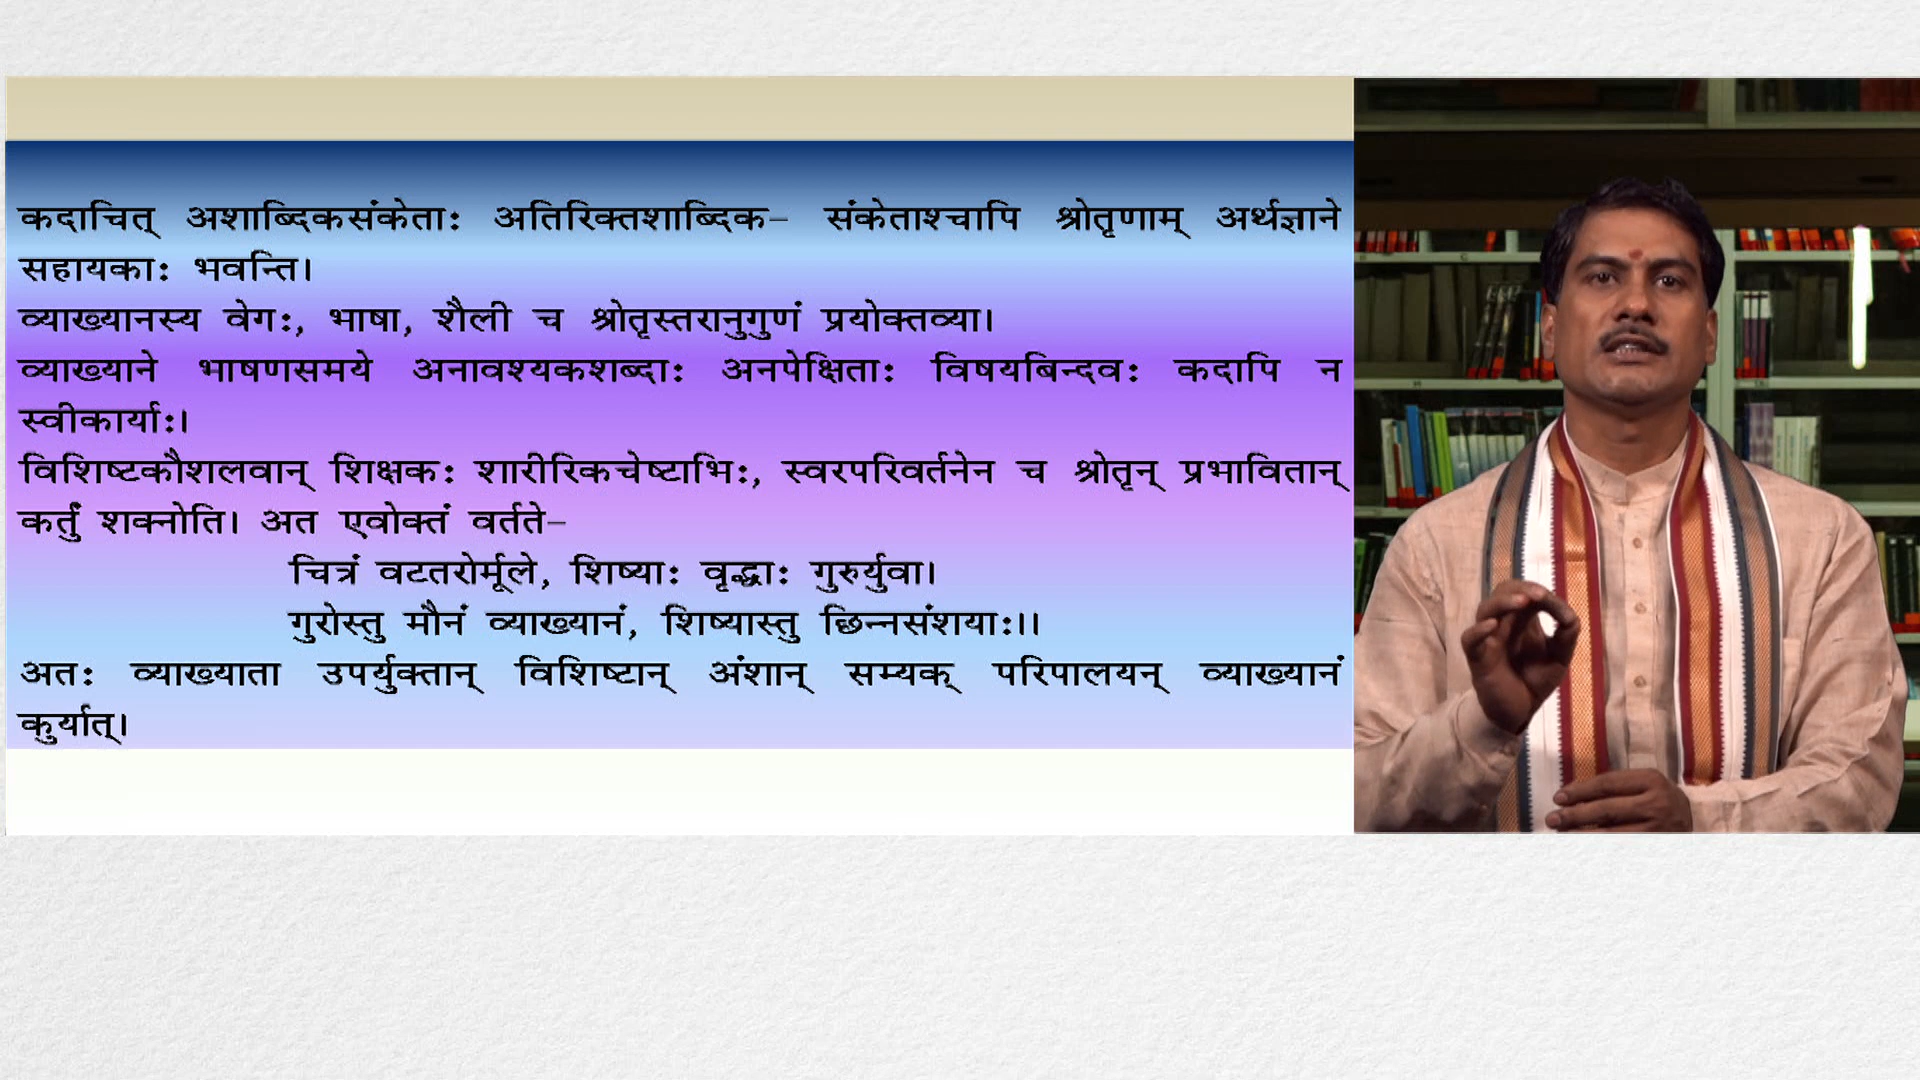 कदाचित् अशाब्दिकसंकेताः अतिरिक्तशाब्दिक– संकेताश्चापि श्रोतृणाम् अर्थज्ञाने
सहायकाः भवन्ति।
व्याख्यानस्य वेगः, भाषा, शैली च श्रोतृस्तरानुगुणं प्रयोक्तव्या।
व्याख्याने भाषणसमये अनावश्यकशब्दाः अनपेक्षिताः विषयबिन्दवः कदापि न
स्वीकार्याः।
विशिष्टकौशलवान् शिक्षकः शारीरिकचेष्टाभिः, स्वरपरिवर्तनेन च श्रोतृन् प्रभावितान्
कर्तुं शक्नोति। अत एवोक्तं वर्तते–
चित्रं वटतरोर्मूले, शिष्याः वृद्धाः गुरुर्युवा।
गुरोस्तु मौनं व्याख्यानं, शिष्यास्तु छिन्नसंशयाः।।
अतः व्याख्याता उपर्युक्तान् विशिष्टान् अंशान् सम्यक् परिपालयन् व्याख्यानं
कुर्यात्।